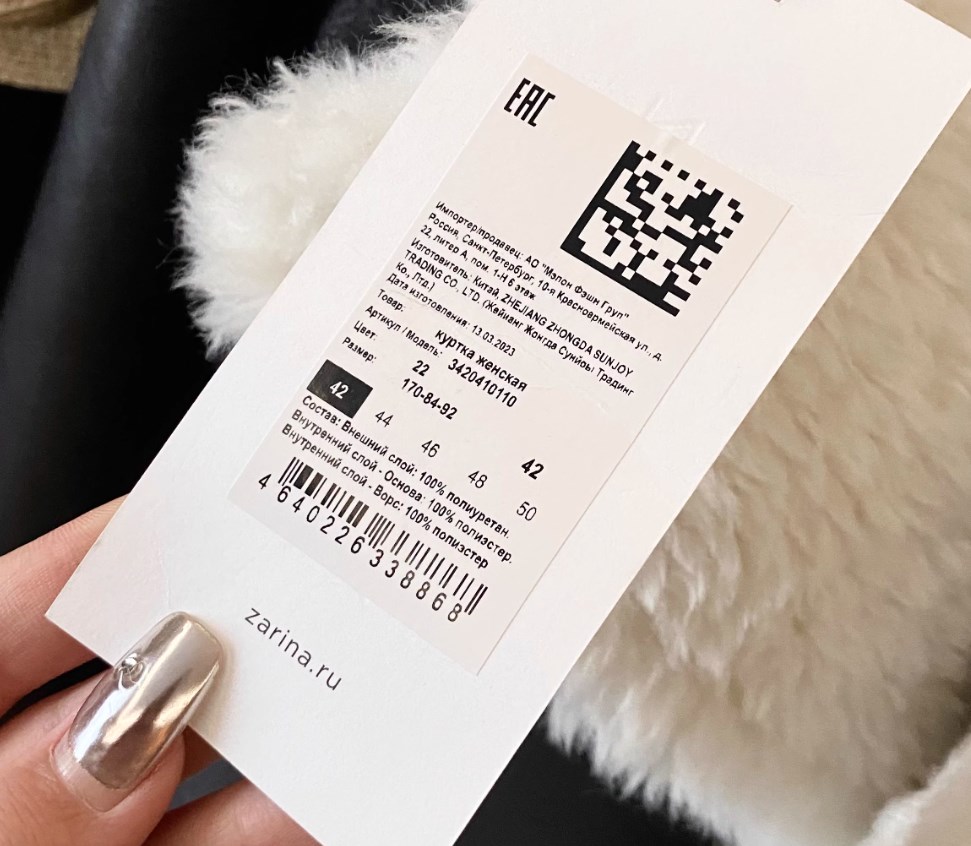 EAC
Импортер/продавец: АО "Мэлон Фэшн Груп"
Россия, Санкт-Петербург, 10-я Красноармейская ул., д.
22, литер А, пом. 1-Н 6 этаж
Изготовитель: Китай, ZHEJIANG ZHONGDA SUNJOY
TRADING CO., LTD, (Жейианг Жонгда Сунйоы Традинг
Ко., Лтд.)
Дата изготовления: 13.03.2023
Товар: куртка женская
Артикул / Модель: 3420410110
Цвет: 22
Размер: 170-84-92 42
42 44 46 48 50
Состав: Внешний слой: 100% полиуретан.
Внутренний слой - Основа: 100% полиэстер.
Внутренний слой - Ворс: 100% полиэстер
4640226338868
zarina.ru